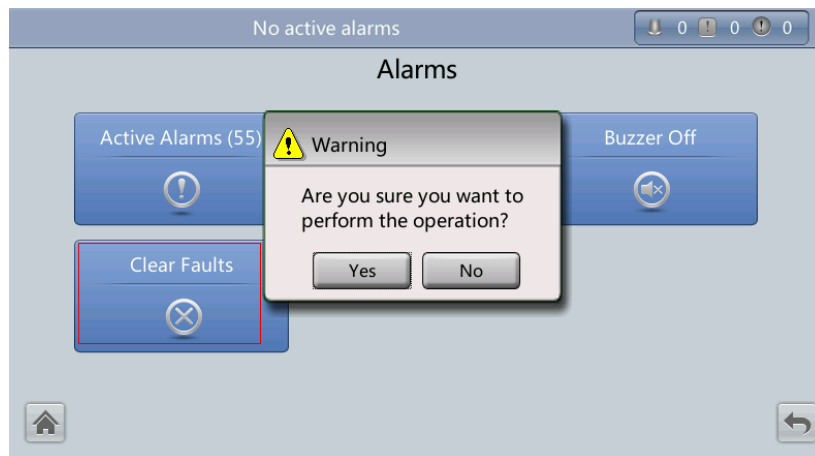 No active alarms
0 0 0
Alarms
Active Alarms (55)
Buzzer Off
Warning
Are you sure you want to
perform the operation?
Yes No
Clear Faults